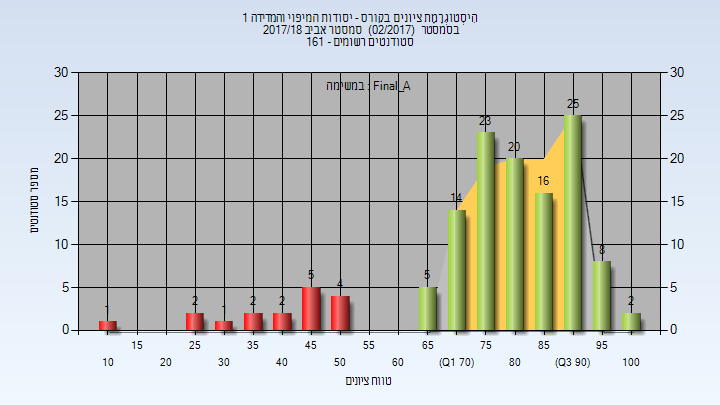 היסטוגרמת ציונים בקורס - יסודות המיפוי והמדידה 1
בסמסטר (02/2017) סמסטר אביב 2017/18
סטודנטים רשומים - 161
במשימה : Final_A
מספר סטודנטים
30 30
25 25
20 20
15 15
10 10
5 5
0 0
1 2 1 2 2 5 4 5 14 23 20 16 25 8 2
15 25 35 45 55 65 75 85 95
10 20 30 40 50 60 (Q1 70) 80 (Q3 90) 100
טווח ציונים